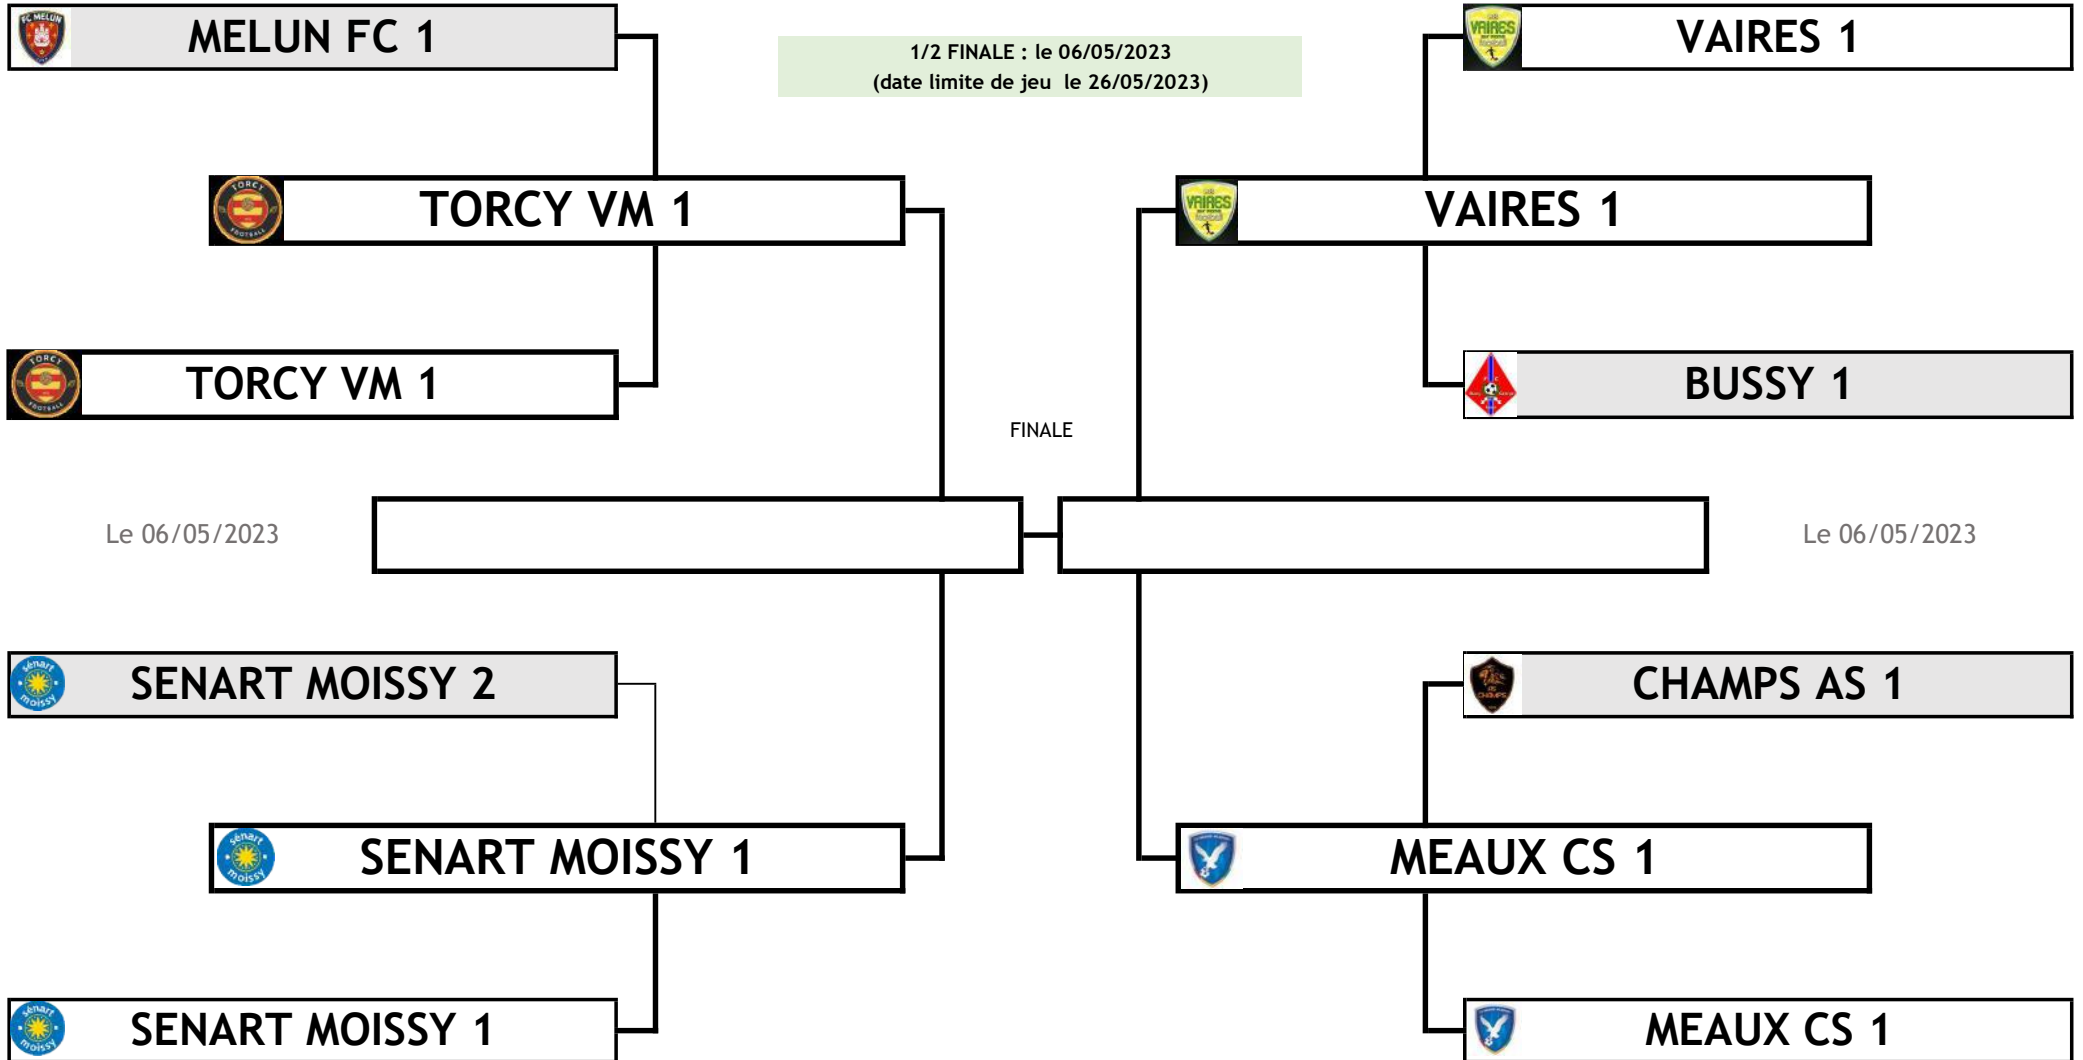 MELUN FC 1
1/2 FINALE : le 06/05/2023
(date limite de jeu le 26/05/2023)
VAIRES 1
TORCY VM 1
VAIRES 1
TORCY VM 1
BUSSY 1
FINALE
Le 06/05/2023
Le 06/05/2023
SENART MOISSY 2
CHAMPS AS 1
SENART MOISSY 1
MEAUX CS 1
SENART MOISSY 1
MEAUX CS 1